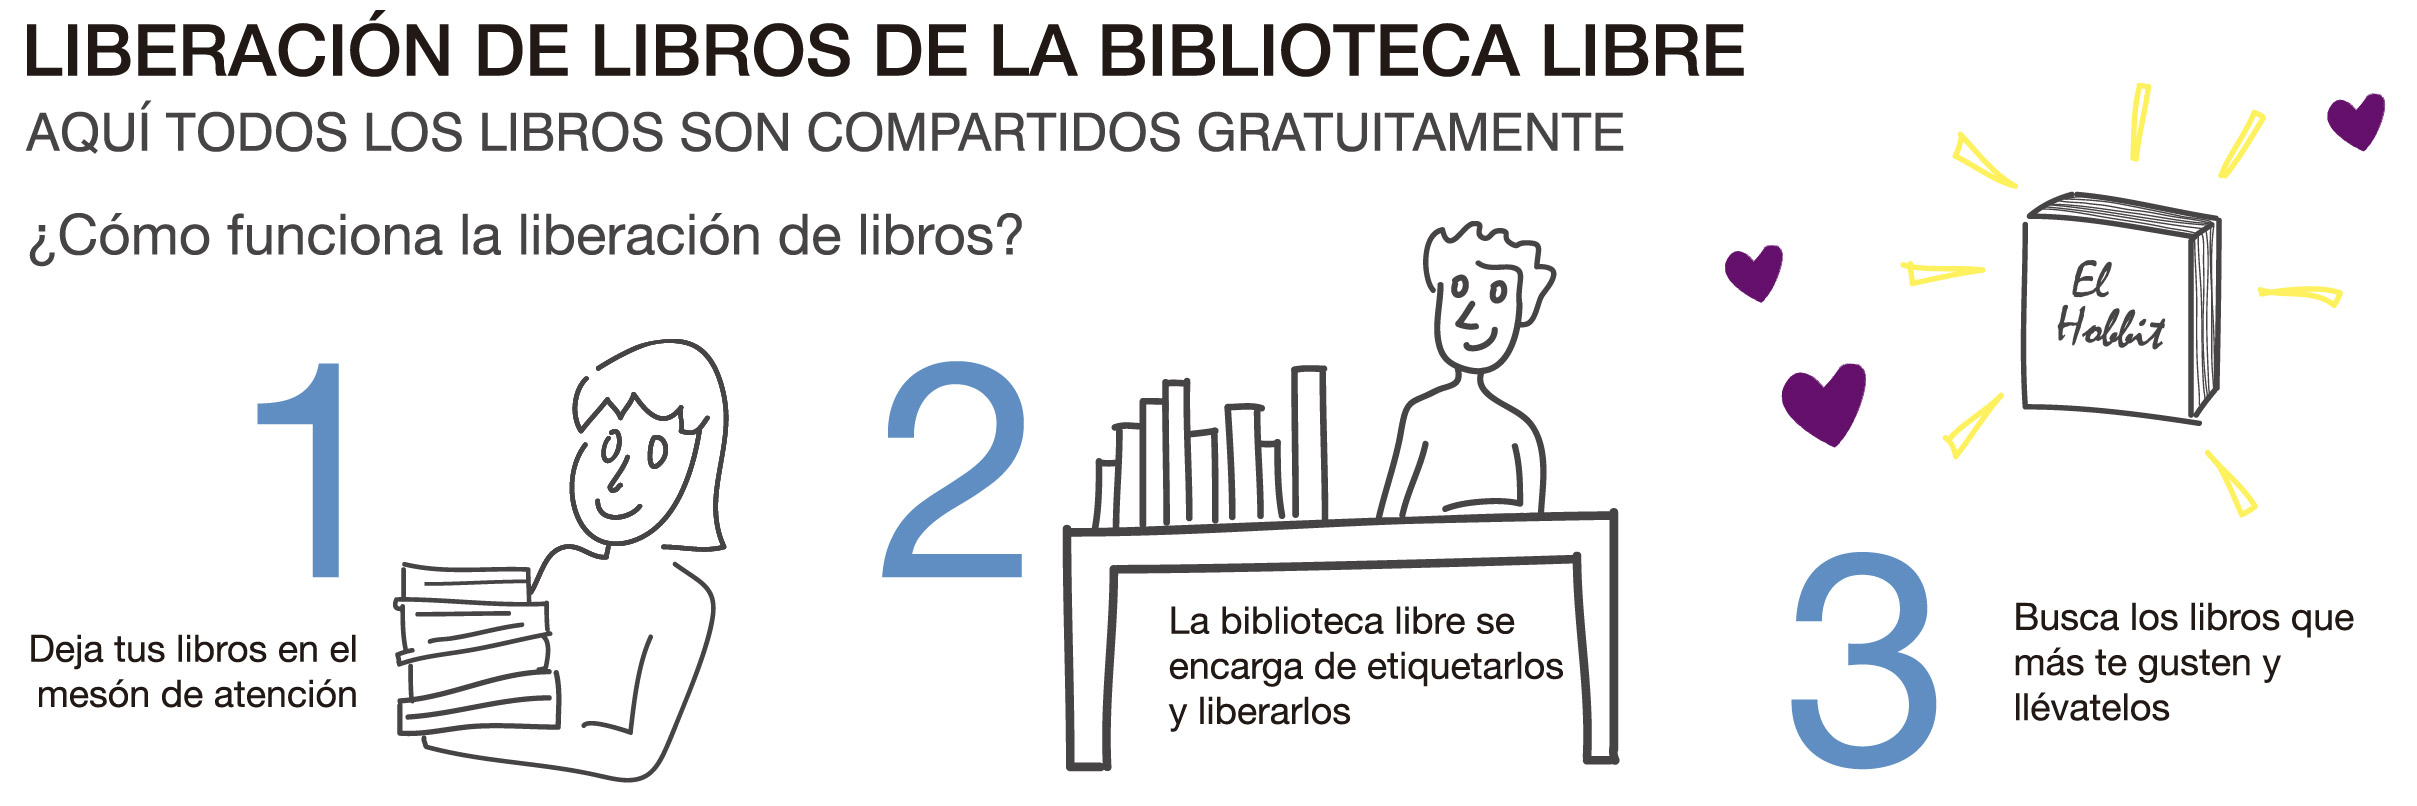 LIBERACIÓN DE LIBROS DE LA BIBLIOTECA LIBRE
AQUÍ TODOS LOS LIBROS SON COMPARTIDOS GRATUITAMENTE
¿Cómo funciona la liberación de libros?
1
Deja tus libros en el
mesón de atención
2
La biblioteca libre se
encarga de etiquetarlos
y liberarlos
El
Hobbit
3
Busca los libros que
más te gusten y
llévatelos